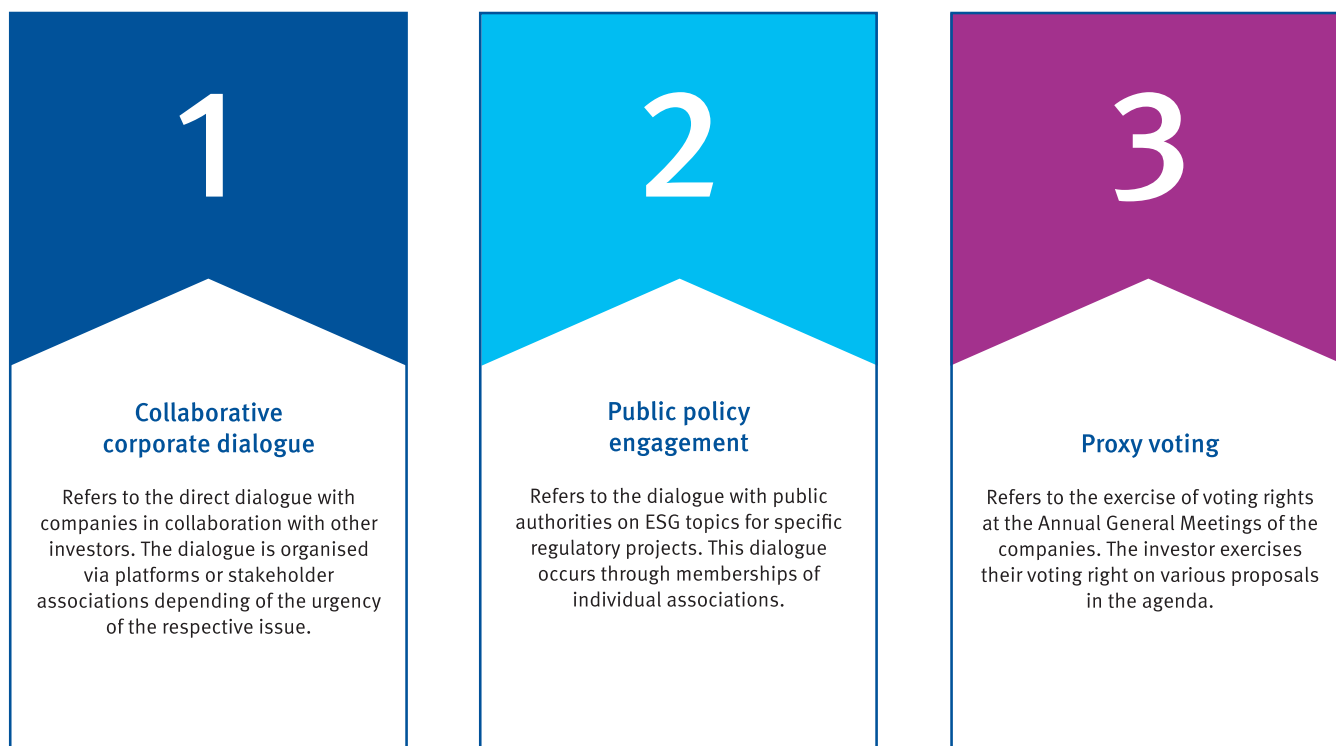 1
Collaborative
corporate dialogue
Refers to the direct dialogue with
companies in collaboration with other
investors. The dialogue is organised
via platforms or stakeholder
associations depending of the urgency
of the respective issue.
2
Public policy
engagement
Refers to the dialogue with public
authorities on ESG topics for specific
regulatory projects. This dialogue
occurs through memberships of
individual associations.
3
Proxy voting
Refers to the exercise of voting rights
at the Annual General Meetings of the
companies. The investor exercises
their voting right on various proposals
in the agenda.